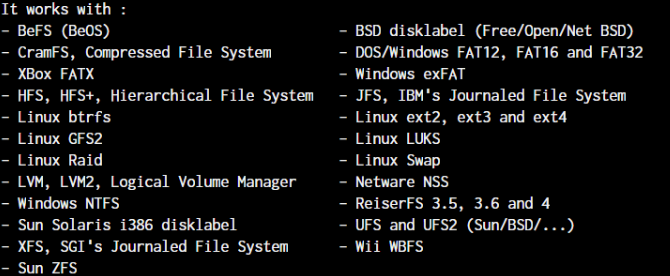 It works with :
- BeFS (BeOS)                         - BSD disklabel (Free/Open/Net BSD)
- CramFS, Compressed File System      - DOS/Windows FAT12, FAT16 and FAT32
- XBox FATX                           - Windows exFAT
- HFS, HFS+, Hierarchical File System - JFS, IBM's Journaled File System
- Linux btrfs                         - Linux ext2, ext3 and ext4
- Linux GFS2                          - Linux LUKS
- Linux Raid                          - Linux Swap
- LVM, LVM2, Logical Volume Manager   - Netware NSS
- Windows NTFS                        - ReiserFS 3.5, 3.6 and 4
- Sun Solaris i386 disklabel          - UFS and UFS2 (Sun/BSD/...)
- XFS, SGI's Journaled File System    - Wii WBFS
- Sun ZFS